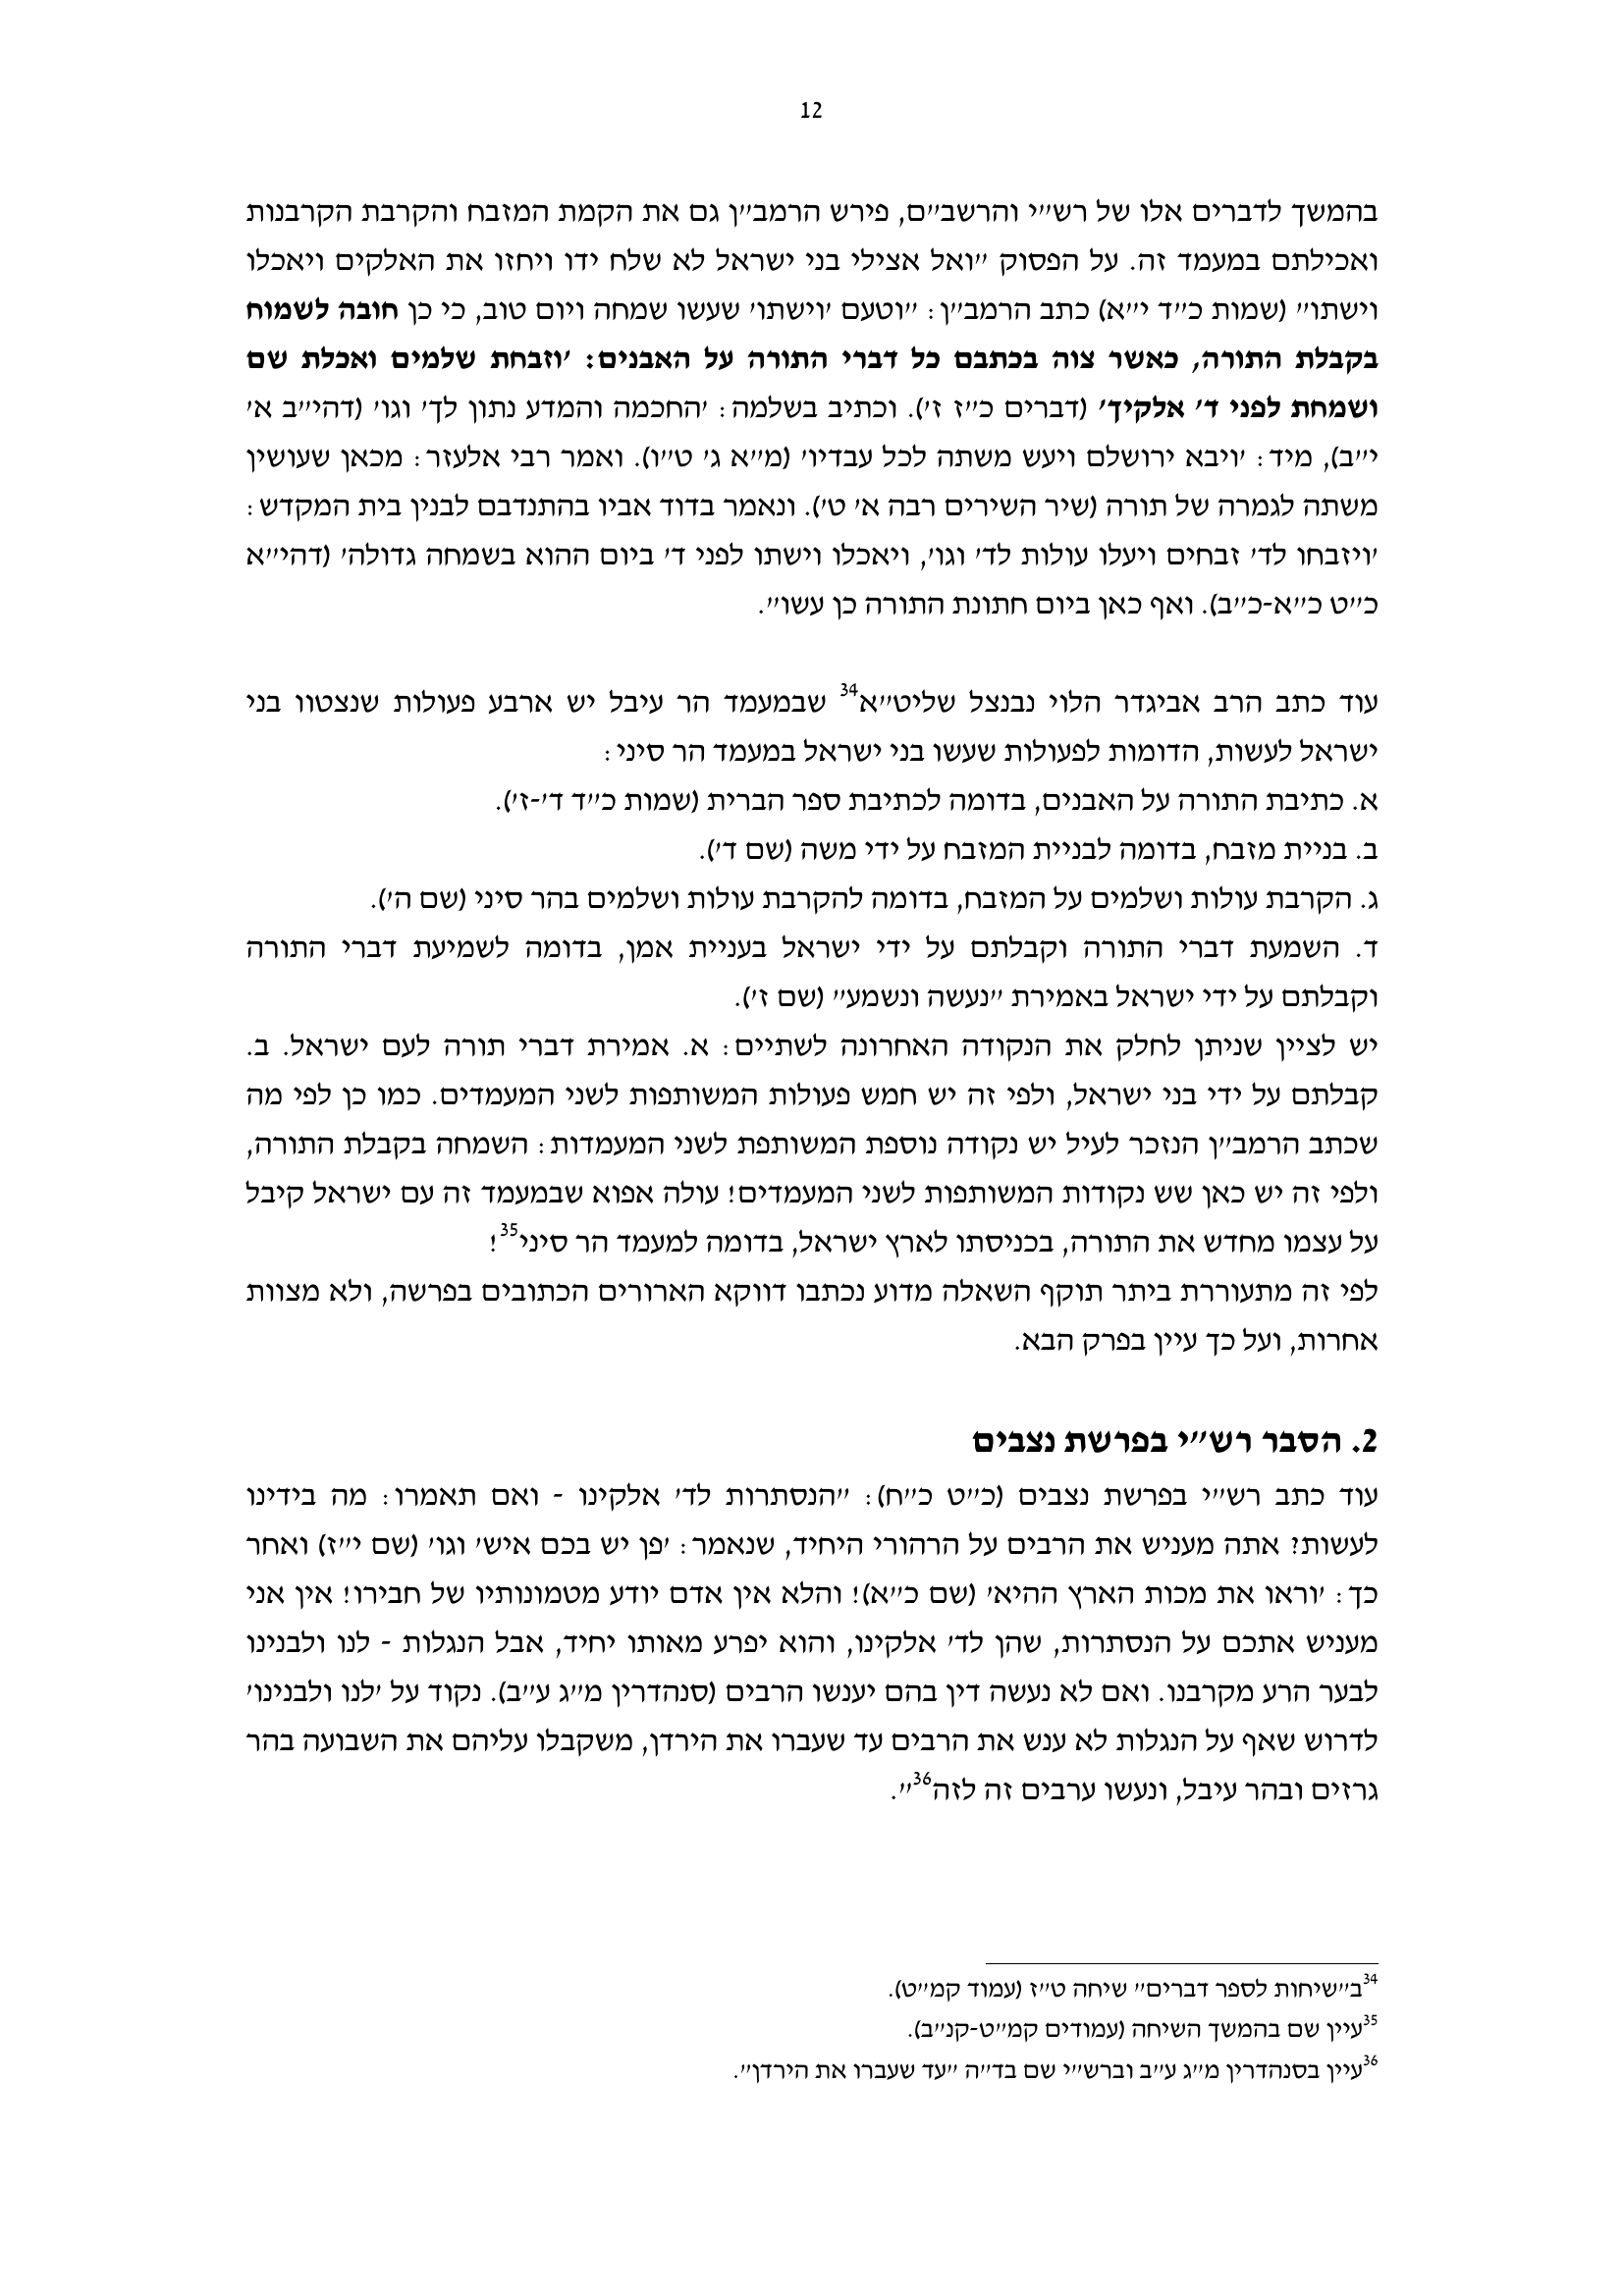 12
בהמשך לדברים אלו של רש״י והרשב״ם, פירש הרמב״ן גם את הקמת המזבח והקרבת הקרבנות
ואכילתם במעמד זה. על הפסוק ״ואל אצילי בני ישראל לא שלח ידו ויחזו את האלקים ויאכלו
וישתו״ (שמות כ״ד י״א) כתב הרמב״ן: ״וטעם ׳וישתו׳ שעשו שמחה ויום טוב, כי כן חובה לשמוח
בקבלת התורה, כאשר צוה בכתבם כל דברי התורה על האבנים: ׳וזבחת שלמים ואכלת שם
ושמחת לפני ד׳ אלקיך׳ (דברים כ״ז ז׳). וכתיב בשלמה: ׳החכמה והמדע נתון לך׳ וגו׳ (דהי״ב א׳
י״ב), מיד: ׳ויבא ירושלם ויעש משתה לכל עבדיו׳ (מ״א ג׳ ט״ו). ואמר רבי אלעזר: מכאן שעושין
משתה לגמרה של תורה (שיר השירים רבה א׳ ט׳). ונאמר בדוד אביו בהתנדבם לבנין בית המקדש:
׳ויזבחו לד׳ זבחים ויעלו עולות לד׳ וגו׳, ויאכלו וישתו לפני ד׳ ביום ההוא בשמחה גדולה׳ (דהי״א
כ״ט כ״א-כ״ב). ואף כאן ביום חתונת התורה כן עשו״.
עוד כתב הרב אביגדר הלוי נבנצל שליט״א34 שבמעמד הר עיבל יש ארבע פעולות שנצטוו בני
ישראל לעשות, הדומות לפעולות שעשו בני ישראל במעמד הר סיני:
א. כתיבת התורה על האבנים, בדומה לכתיבת ספר הברית (שמות כ״ד ד׳-ז׳).
ב. בניית מזבח, בדומה לבניית המזבח על ידי משה (שם ד׳).
ג. הקרבת עולות ושלמים על המזבח, בדומה להקרבת עולות ושלמים בהר סיני (שם ה׳).
ד. השמעת דברי התורה וקבלתם על ידי ישראל בעניית אמן, בדומה לשמיעת דברי התורה
וקבלתם על ידי ישראל באמירת ״נעשה ונשמע״ (שם ז׳).
יש לציין שניתן לחלק את הנקודה האחרונה לשתיים: א. אמירת דברי תורה לעם ישראל. ב.
קבלתם על ידי בני ישראל, ולפי זה יש חמש פעולות המשותפות לשני המעמדים. כמו כן לפי מה
שכתב הרמב״ן הנזכר לעיל יש נקודה נוספת המשותפת לשני המעמדות: השמחה בקבלת התורה,
ולפי זה יש כאן שש נקודות המשותפות לשני המעמדים! עולה אפוא שבמעמד זה עם ישראל קיבל
על עצמו מחדש את התורה, בכניסתו לארץ ישראל, בדומה למעמד הר סיני35!
לפי זה מתעוררת ביתר תוקף השאלה מדוע נכתבו דווקא הארורים הכתובים בפרשה, ולא מצוות
אחרות, ועל כך עיין בפרק הבא.
2. הסבר רש״י בפרשת נצבים
עוד כתב רש״י בפרשת נצבים (כ״ט כ״ח): ״הנסתרות לד׳ אלקינו - ואם תאמרו: מה בידינו
לעשות? אתה מעניש את הרבים על הרהורי היחיד, שנאמר: ׳פן יש בכם איש׳ וגו׳ (שם י״ז) ואחר
כך: ׳וראו את מכות הארץ ההיא׳ (שם כ״א)! והלא אין אדם יודע מטמונותיו של חבירו! אין אני
מעניש אתכם על הנסתרות, שהן לד׳ אלקינו, והוא יפרע מאותו יחיד, אבל הנגלות - לנו ולבנינו
לבער הרע מקרבנו. ואם לא נעשה דין בהם יענשו הרבים (סנהדרין מ״ג ע״ב). נקוד על ׳לנו ולבנינו׳
לדרוש שאף על הנגלות לא ענש את הרבים עד שעברו את הירדן, משקבלו עליהם את השבועה בהר
גרזים ובהר עיבל, ונעשו ערבים זה לזה36״.
34ב״שיחות לספר דברים״ שיחה ט״ז (עמוד קמ״ט).
35עיין שם בהמשך השיחה (עמודים קמ״ט-קנ״ב).
36עיין בסנהדרין מ״ג ע״ב וברש״י שם בד״ה ״עד שעברו את הירדן״.